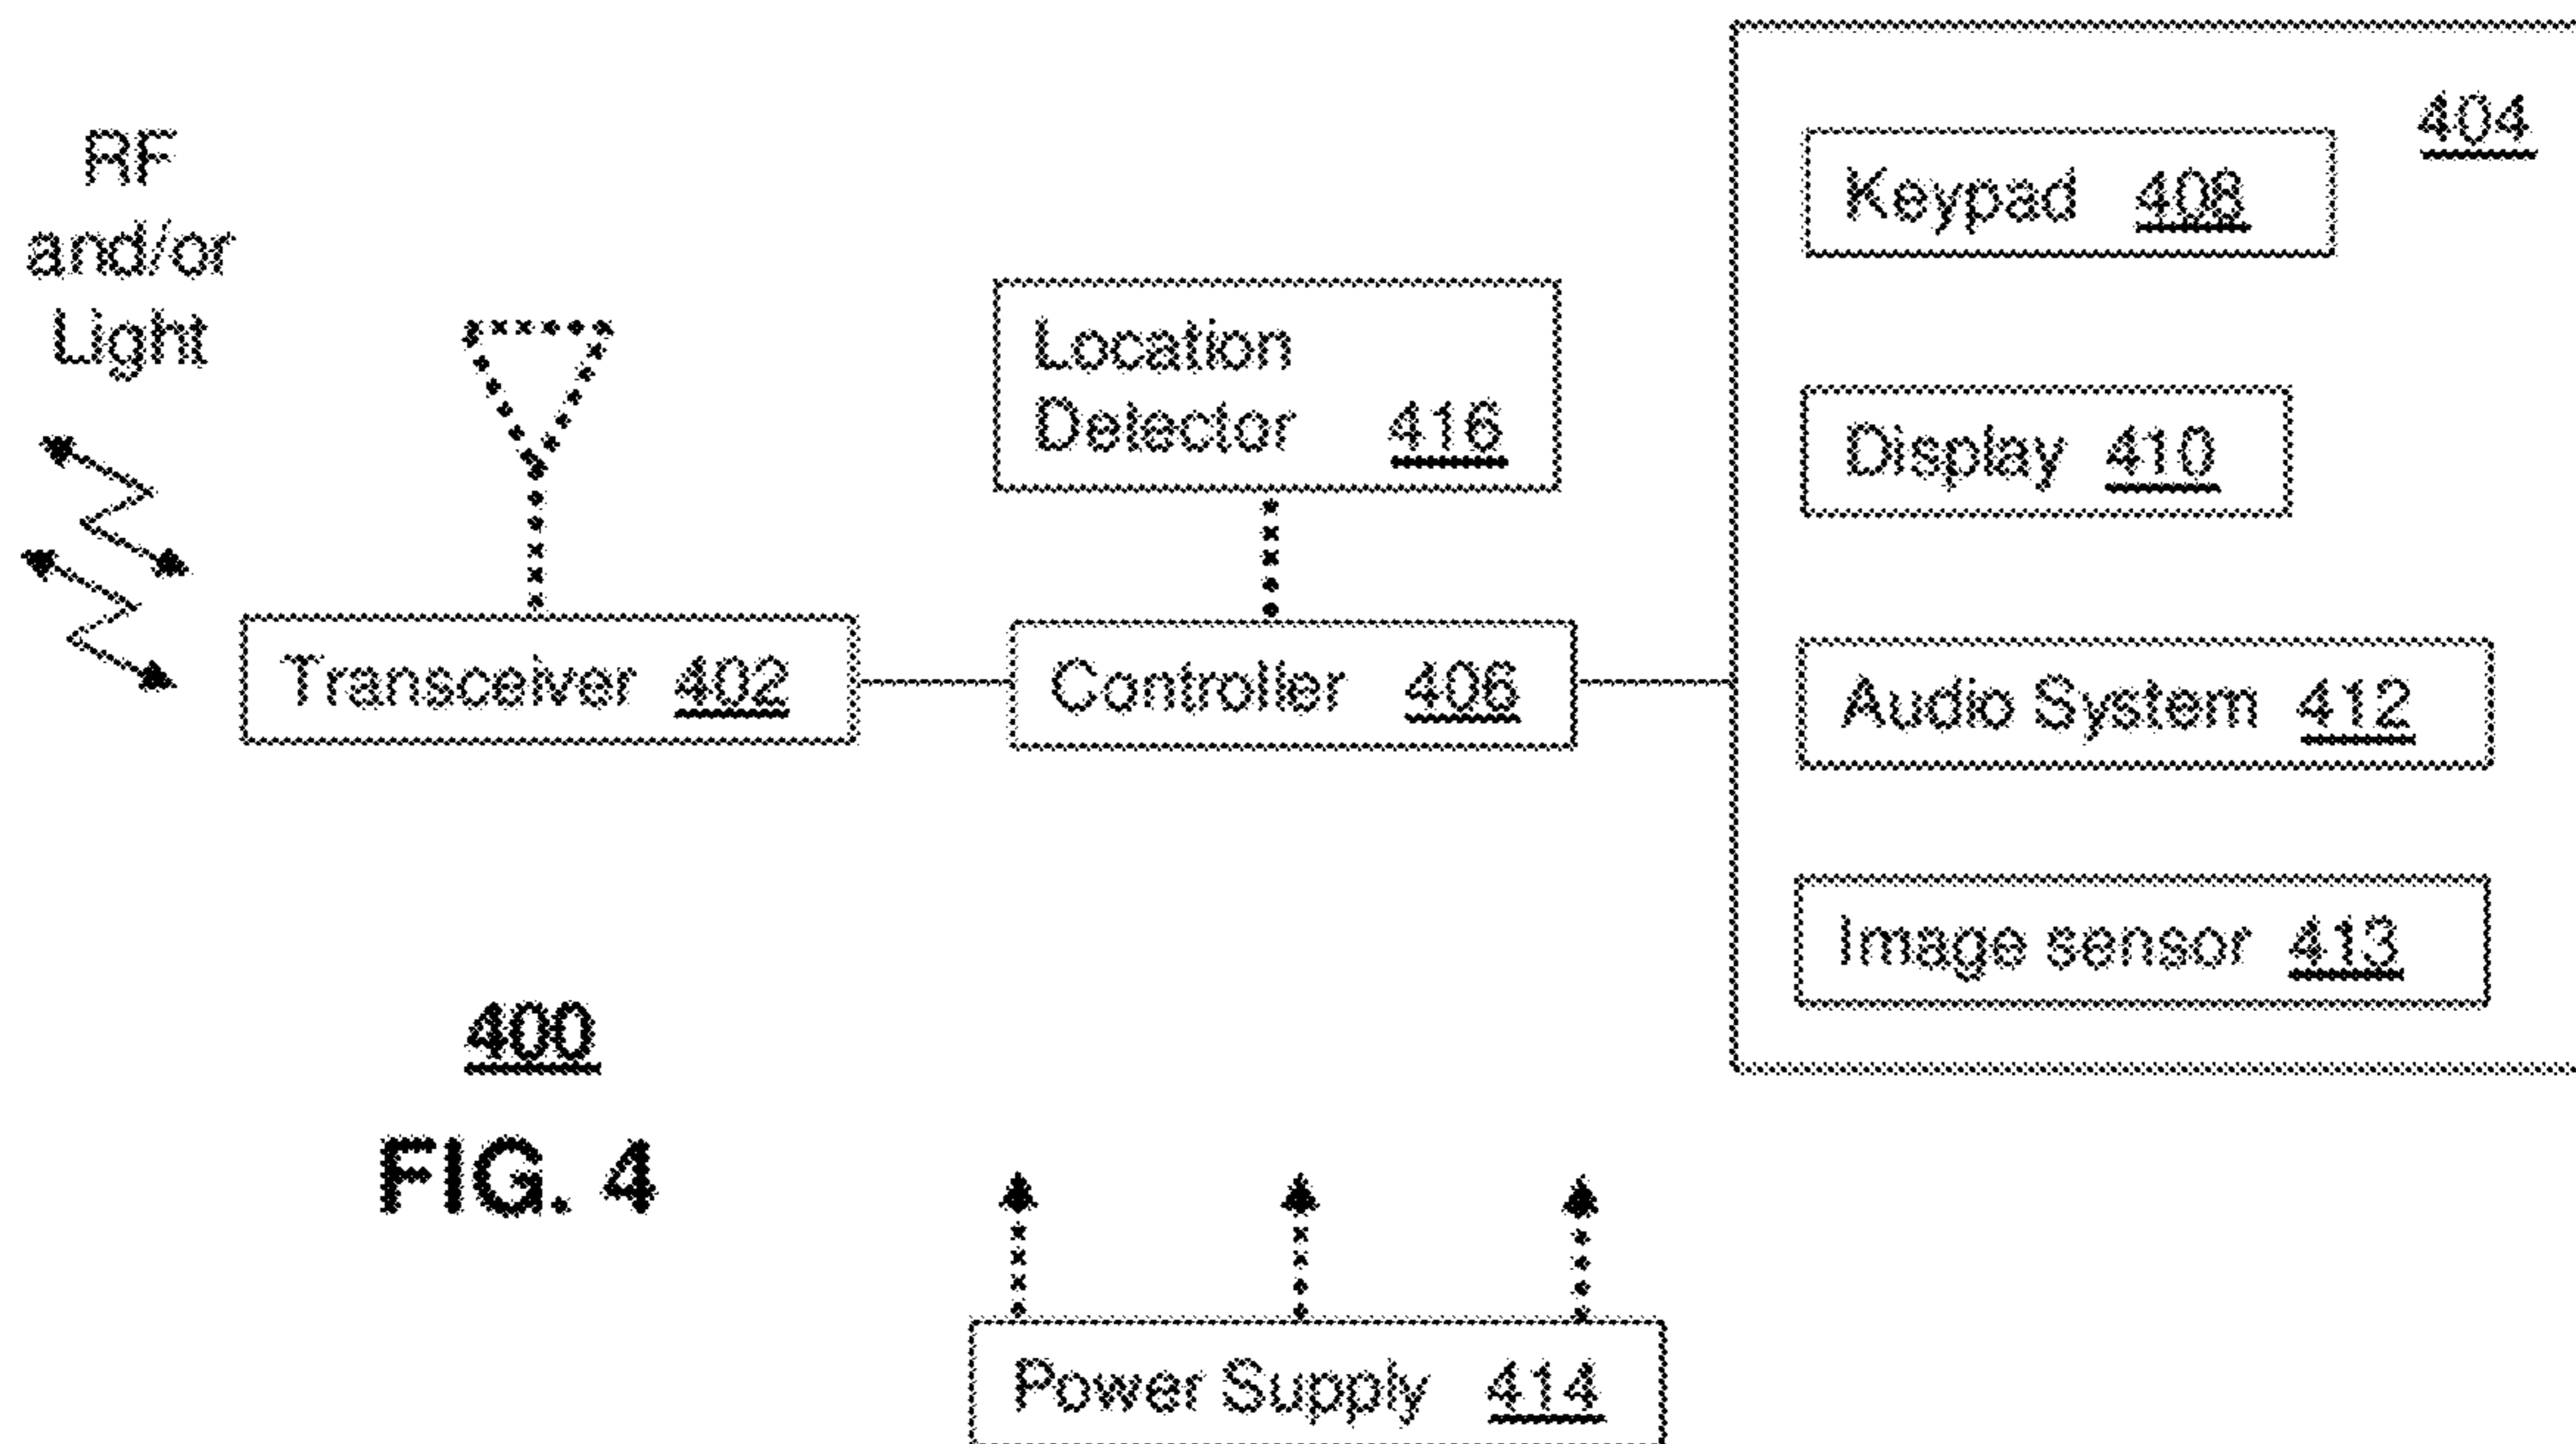 RF
and/or
Light
Transceiver 402
Location
Detector 416
Controller 406
404
Keypad 408
Display 410
Audio System 412
Image sensor 413
400
FIG. 4
Power Supply 414